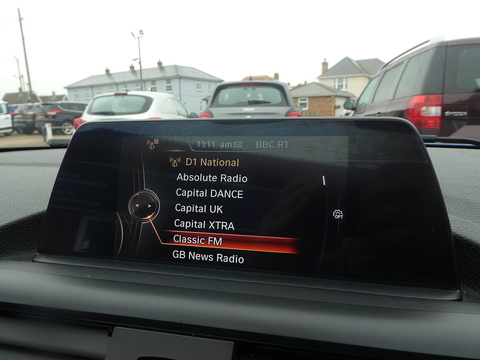 11:11 am BBC R1
D1 National
Absolute Radio
Capital DANCE
Capital UK
Capital XTRA
Classic FM
GB News Radio
OFF